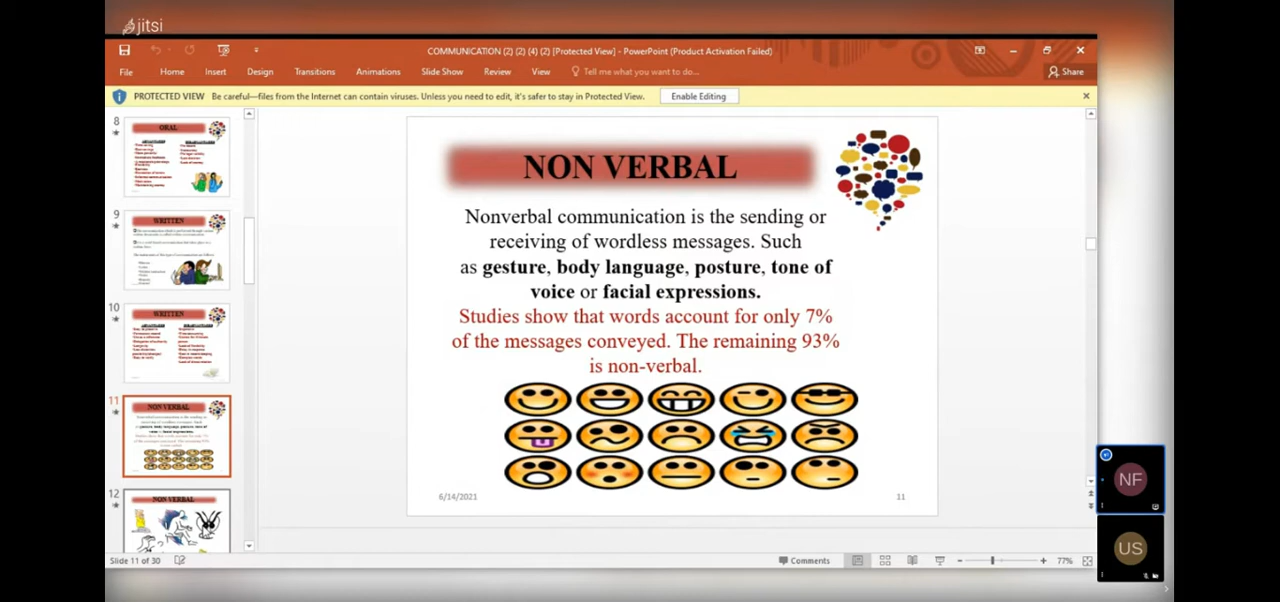 jitsi
COMMUNICATION (2) (2) (4) (2) [Protected View] - PowerPoint (Product Activation Failed)
File Home Insert Design Transitions Animations Slide Show Review View Tell me what you want to do... Share
PROTECTED VIEW Be careful—files from the Internet can contain viruses. Unless you need to edit, it's safer to stay in Protected View. Enable Editing
8
ORAL
9
WRITTEN
10
WRITTEN
11
NON VERBAL
12
NON VERBAL
NON VERBAL
Nonverbal communication is the sending or
receiving of wordless messages. Such
as gesture, body language, posture, tone of
voice or facial expressions.
Studies show that words account for only 7%
of the messages conveyed. The remaining 93%
is non-verbal.
6/14/2021 11
NF
US
Slide 11 of 30 Comments 77%